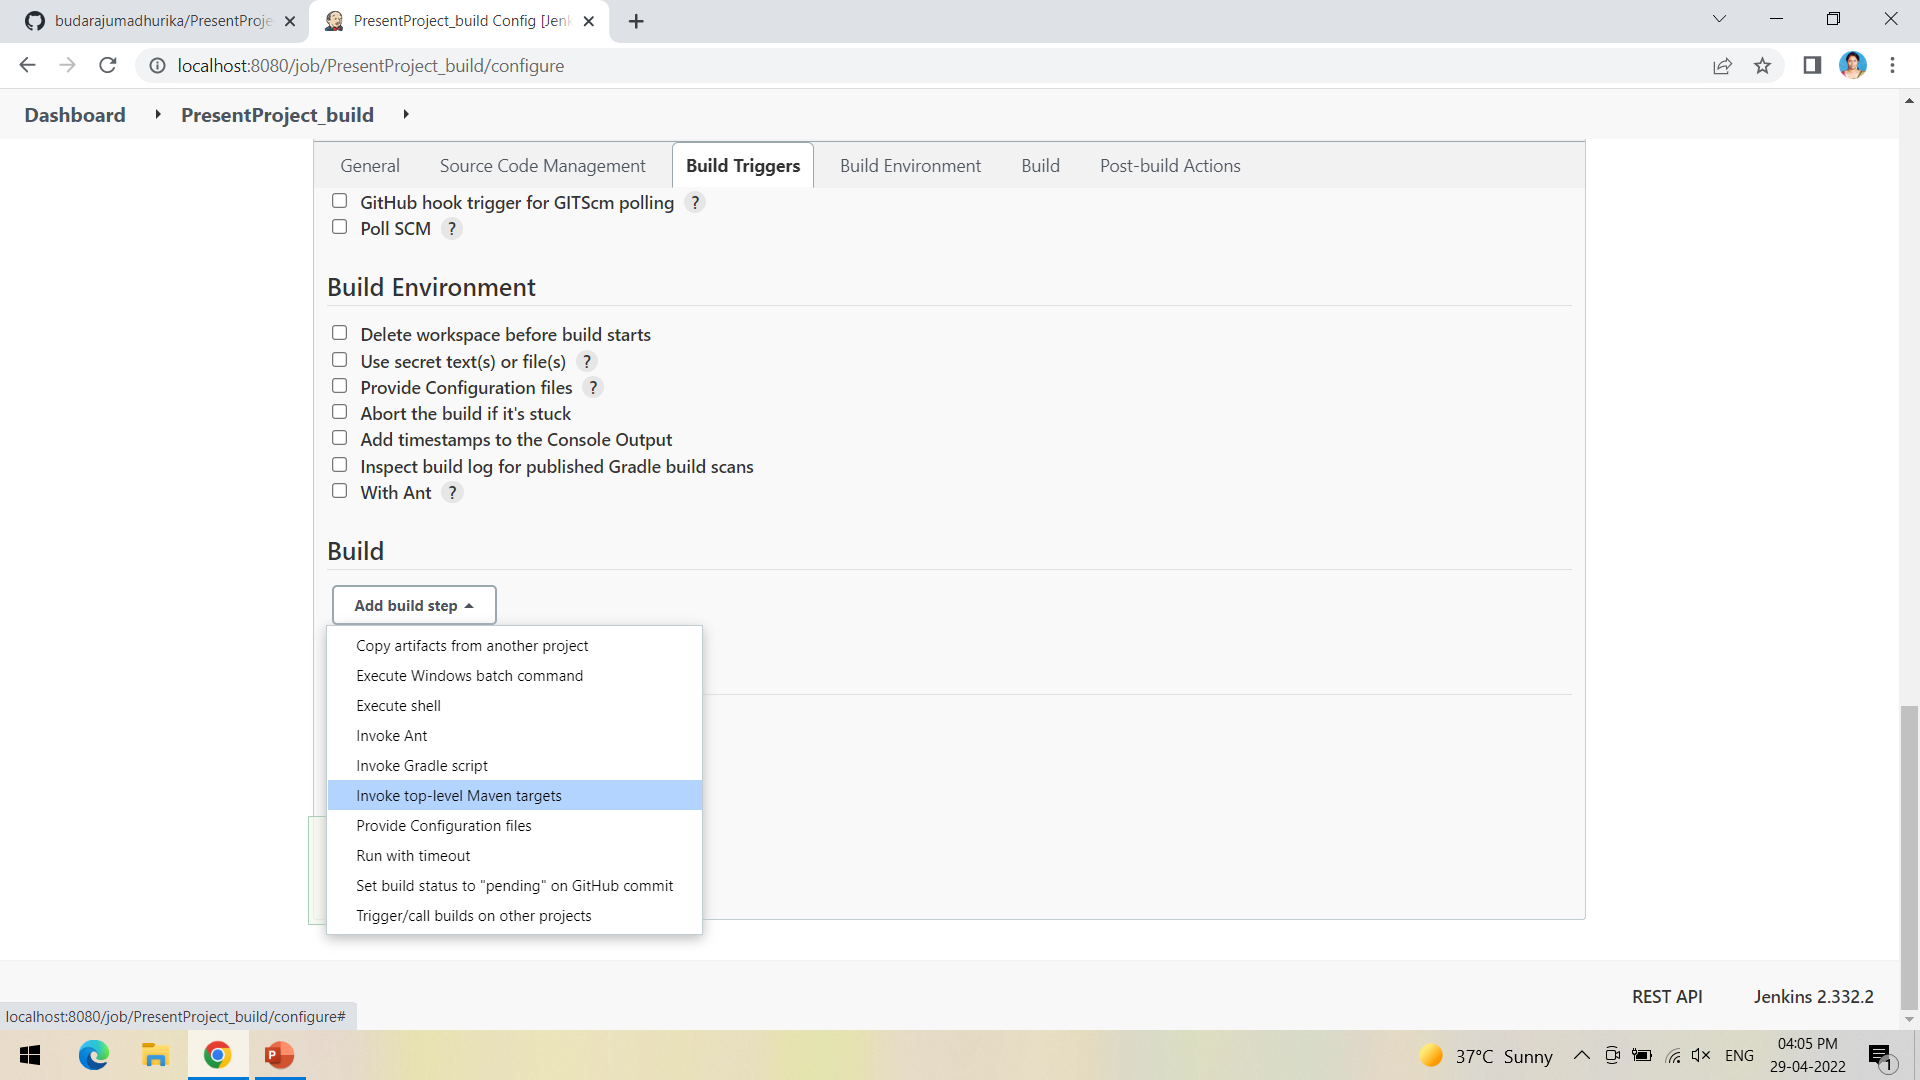 budarajumadhurika/PresentProje
PresentProject_build Config [Jenk
localhost:8080/job/PresentProject_build/configure
Dashboard PresentProject_build
General Source Code Management Build Triggers Build Environment Build Post-build Actions
GitHub hook trigger for GITScm polling ?
Poll SCM ?
Build Environment
Delete workspace before build starts
Use secret text(s) or file(s) ?
Provide Configuration files ?
Abort the build if it's stuck
Add timestamps to the Console Output
Inspect build log for published Gradle build scans
With Ant ?
Build
Add build step
Copy artifacts from another project
Execute Windows batch command
Execute shell
Invoke Ant
Invoke Gradle script
Invoke top-level Maven targets
Provide Configuration files
Run with timeout
Set build status to "pending" on GitHub commit
Trigger/call builds on other projects
REST API Jenkins 2.332.2
localhost:8080/job/PresentProject_build/configure#
37°C Sunny ENG
04:05 PM
29-04-2022
1